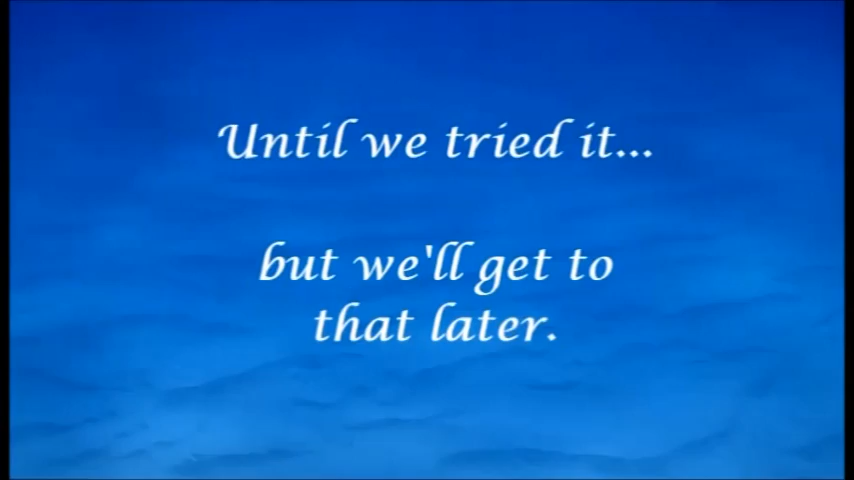 Until we tried it...
but we'll get to
that later.